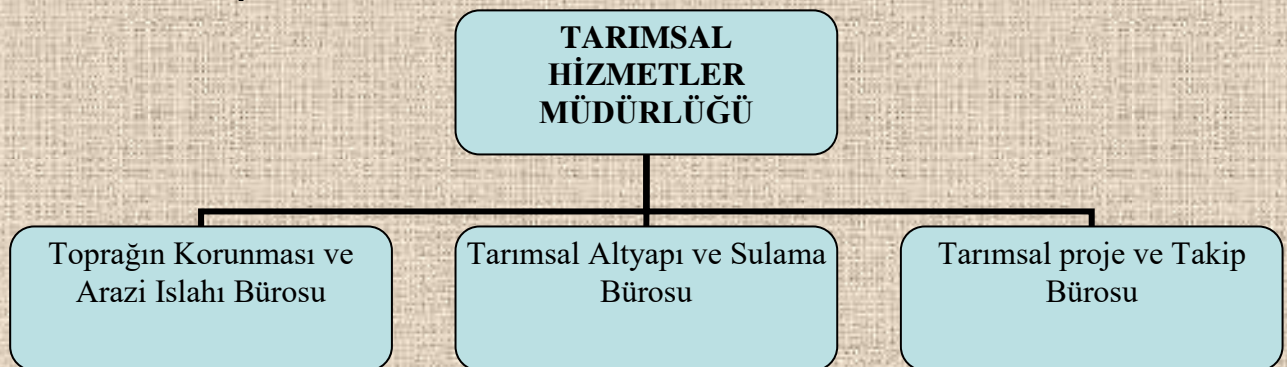 TARIMSAL
HİZMETLER
MÜDÜRLÜĞÜ
Toprağın Korunması ve
Arazi Islahı Bürosu
Tarımsal Altyapı ve Sulama
Bürosu
Tarımsal proje ve Takip
Bürosu